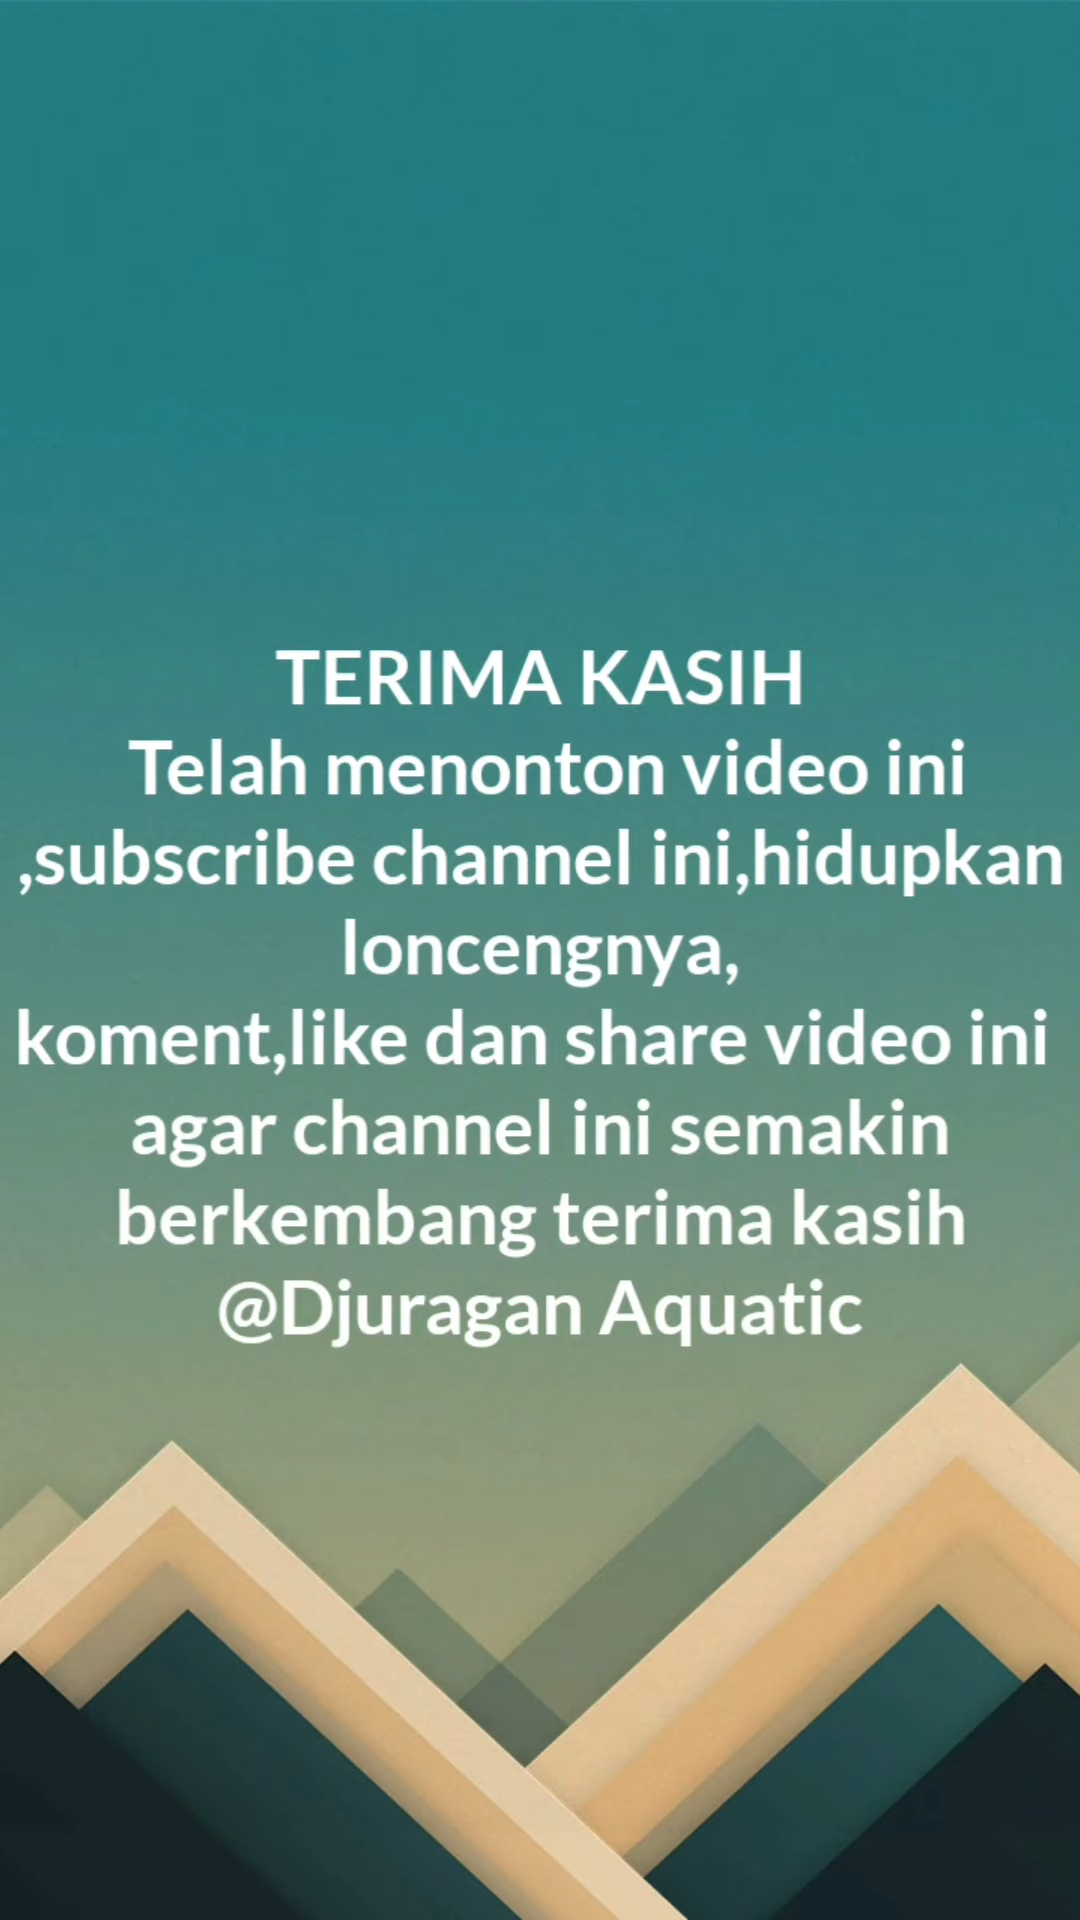 TERIMA KASIH
Telah menonton video ini
,subscribe channel ini,hidupkan
loncengnya,
koment,like dan share video ini
agar channel ini semakin
berkembang terima kasih
@Djuragan Aquatic